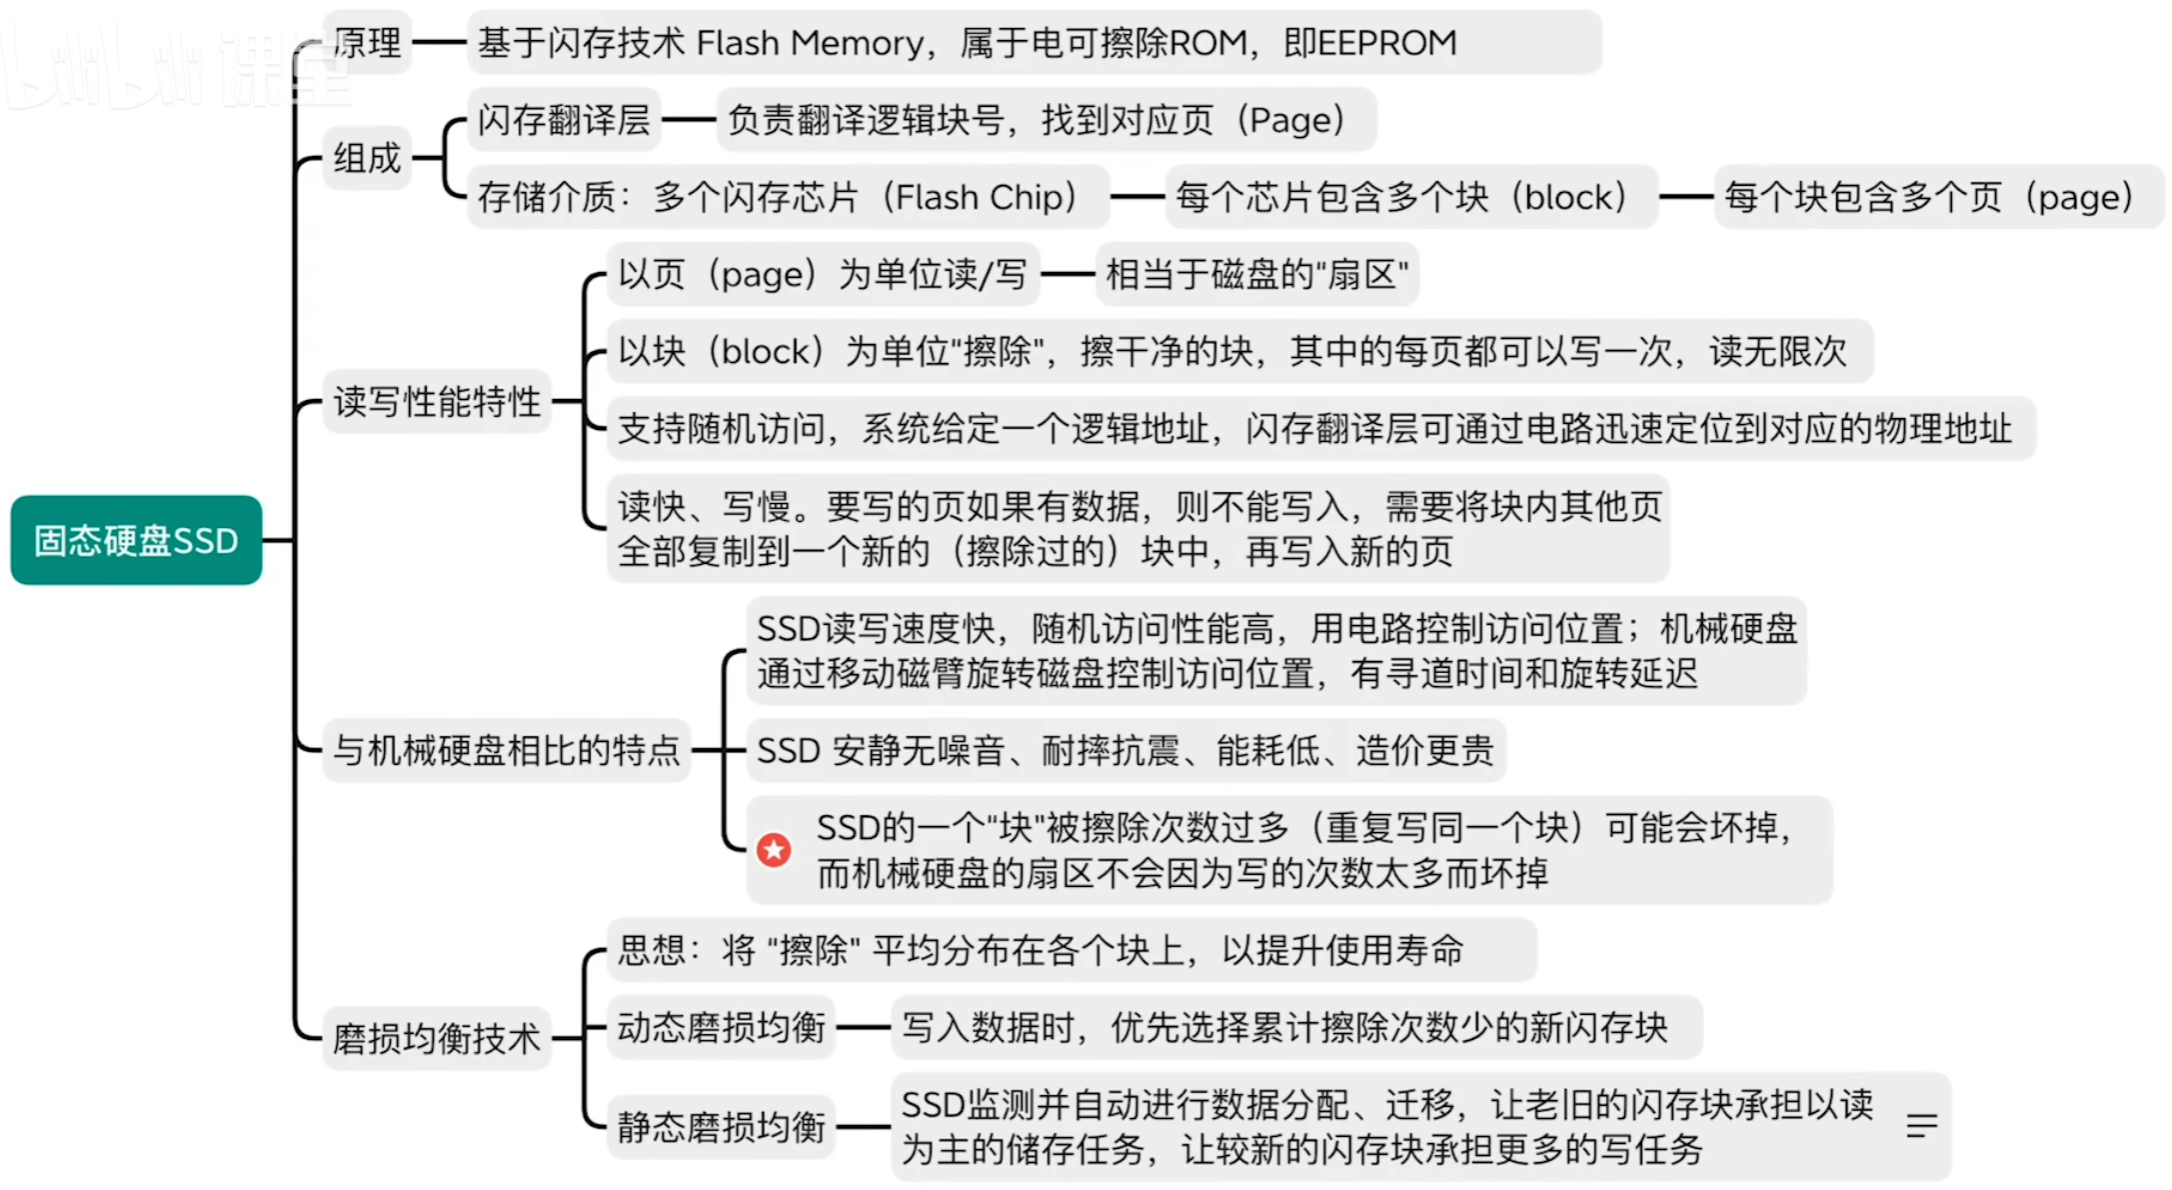 bilibili 课堂
原理
基于闪存技术 Flash Memory，属于电可擦除ROM，即EEPROM
组成
闪存翻译层
负责翻译逻辑块号，找到对应页（Page）
存储介质：多个闪存芯片（Flash Chip）
每个芯片包含多个块（block）
每个块包含多个页（page）
读写性能特性
以页（page）为单位读/写
相当于磁盘的"扇区"
以块（block）为单位"擦除"，擦干净的块，其中的每页都可以写一次，读无限次
支持随机访问，系统给定一个逻辑地址，闪存翻译层可通过电路迅速定位到对应的物理地址
读快、写慢。要写的页如果有数据，则不能写入，需要将块内其他页
全部复制到一个新的（擦除过的）块中，再写入新的页
固态硬盘SSD
与机械硬盘相比的特点
SSD读写速度快，随机访问性能高，用电路控制访问位置；机械硬盘
通过移动磁臂旋转磁盘控制访问位置，有寻道时间和旋转延迟
SSD 安静无噪音、耐摔抗震、能耗低、造价更贵
SSD的一个"块"被擦除次数过多（重复写同一个块）可能会坏掉，
而机械硬盘的扇区不会因为写的次数太多而坏掉
磨损均衡技术
思想：将 "擦除" 平均分布在各个块上，以提升使用寿命
动态磨损均衡
写入数据时，优先选择累计擦除次数少的新闪存块
静态磨损均衡
SSD监测并自动进行数据分配、迁移，让老旧的闪存块承担以读
为主的储存任务，让较新的闪存块承担更多的写任务